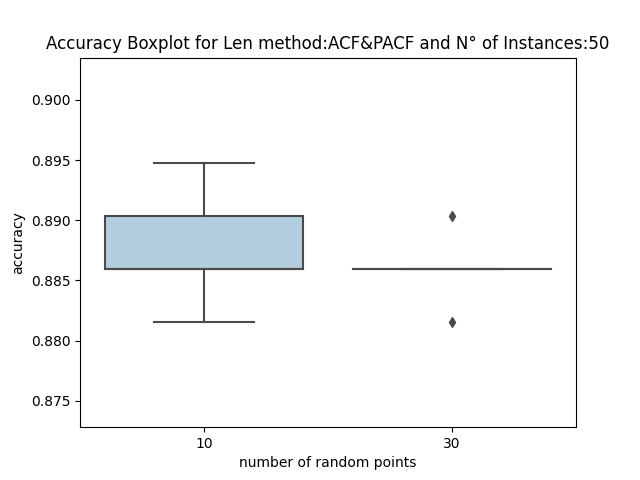 Accuracy Boxplot for Len method:ACF&PACF and N° of Instances:50
0.900
0.895
0.890
0.885
0.880
0.875
accuracy
10
30
number of random points